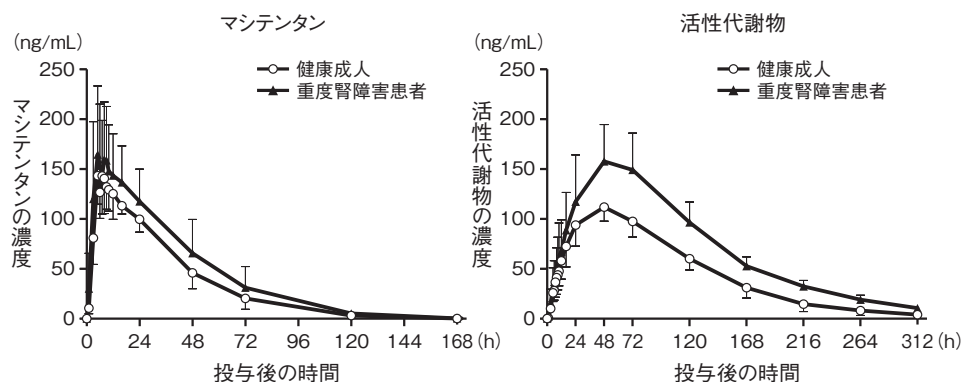 マシテンタン
(ng/mL)
健康成人
重度腎障害患者
250
200
150
100
50
0
マシテンタンの濃度
0 24 48 72 96 120 144 168 (h)
投与後の時間
活性代謝物
(ng/mL)
健康成人
重度腎障害患者
250
200
150
100
50
0
活性代謝物の濃度
0 24 48 72 120 168 216 264 312 (h)
投与後の時間